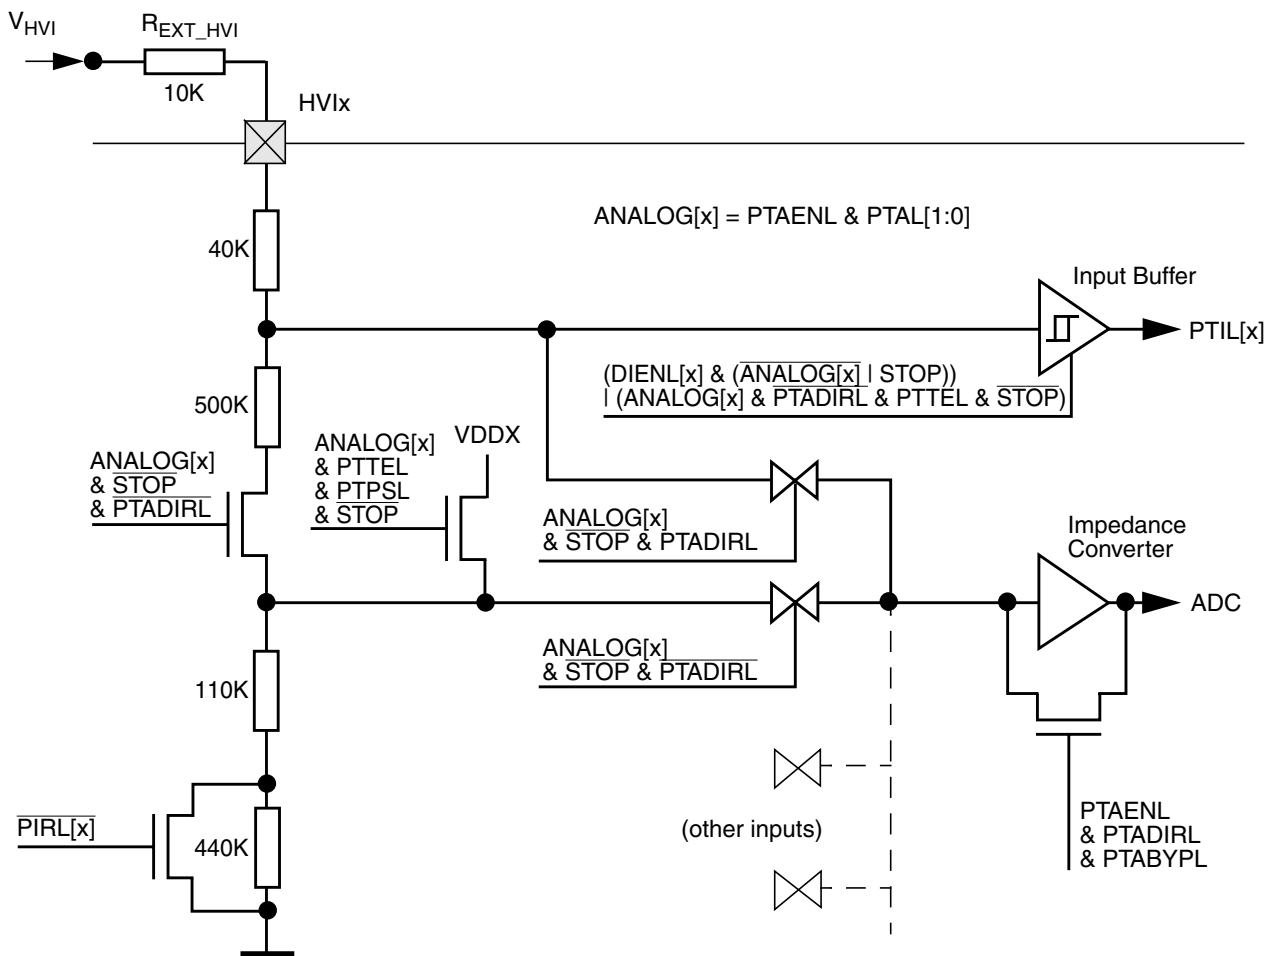 VHVI
REXT_HVI
10K
HVIx
ANALOG[x] = PTAENL & PTAL[1:0]
40K
Input Buffer
PTIL[x]
(DIENL[x] & (ANALOG[x] | STOP))
| (ANALOG[x] & PTADIRL & PTTEL & STOP)
500K
ANALOG[x]
& STOP
& PTADIRL
ANALOG[x]
& PTTEL
& PTPSL
& STOP
VDDX
ANALOG[x]
& STOP & PTADIRL
Impedance
Converter
ADC
ANALOG[x]
& STOP & PTADIRL
110K
PIRL[x]
440K
(other inputs)
PTAENL
& PTADIRL
& PTABYPL